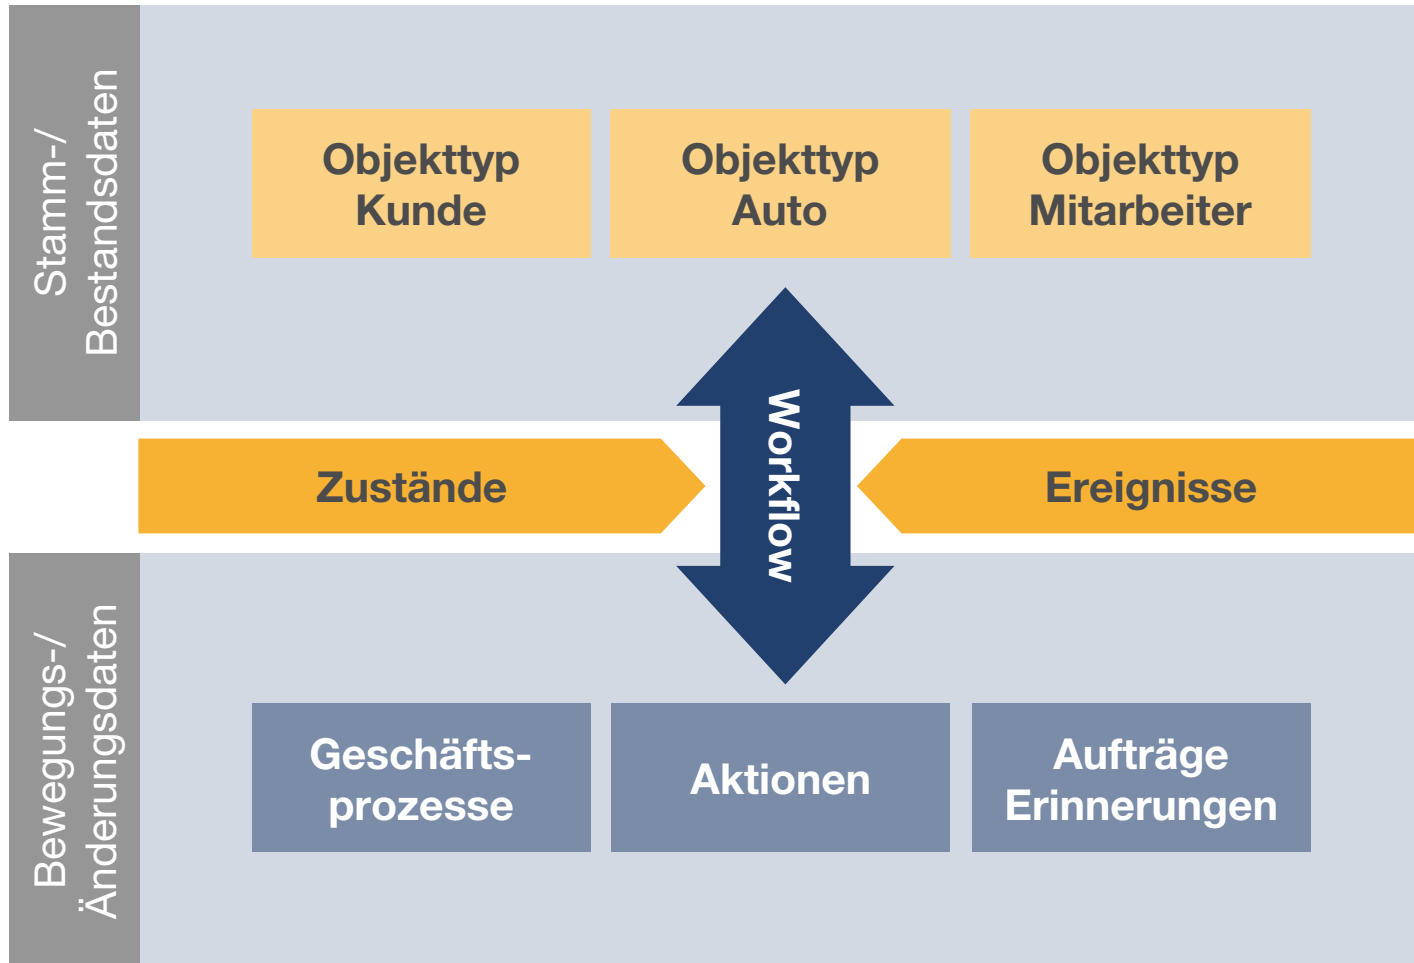 Stamm-/
Bestandsdaten
Objekttyp
Kunde
Objekttyp
Auto
Objekttyp
Mitarbeiter
Workflow
Zustände
Ereignisse
Bewegungs-/
Änderungsdaten
Geschäfts-
prozesse
Aktionen
Aufträge
Erinnerungen